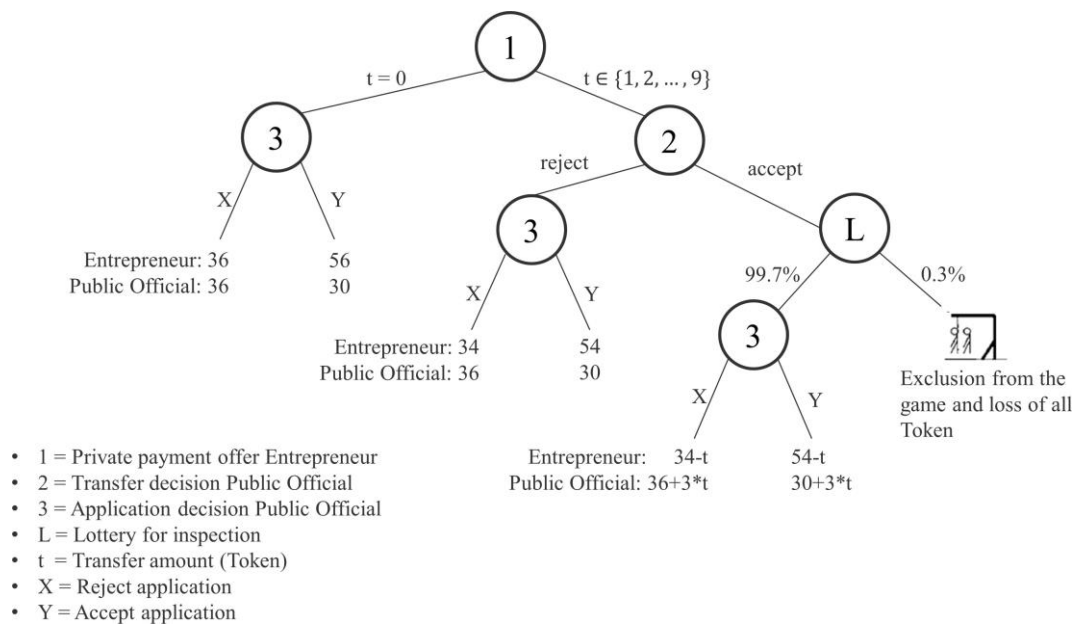 1
t = 0
t ∈ {1, 2, ..., 9}
3
2
reject
accept
X
Y
3
L
Entrepreneur: 36 56
Public Official: 36 30
99.7%
0.3%
X
Y
3
Entrepreneur: 34 54
Public Official: 36 30
Exclusion from the
game and loss of all
Token
X
Y
Entrepreneur: 34-t 54-t
Public Official: 36+3*t 30+3*t
• 1 = Private payment offer Entrepreneur
• 2 = Transfer decision Public Official
• 3 = Application decision Public Official
• L = Lottery for inspection
• t = Transfer amount (Token)
• X = Reject application
• Y = Accept application